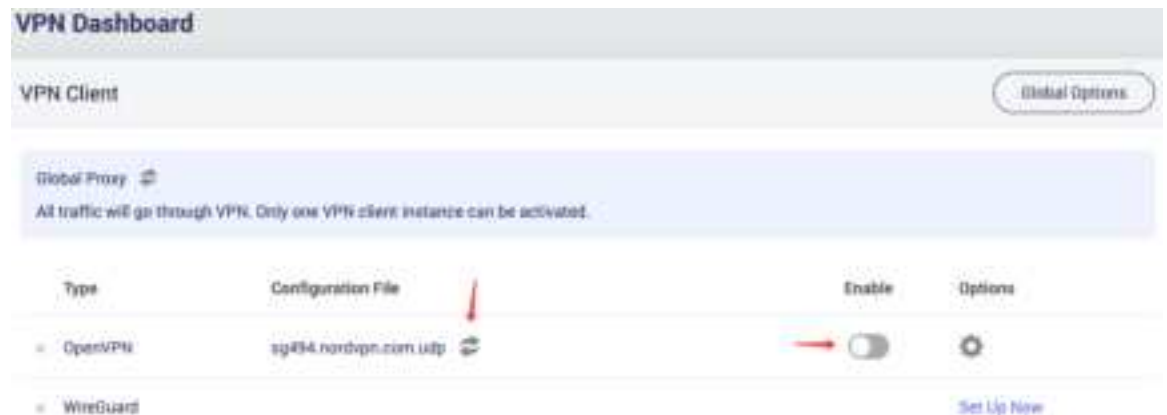 VPN Dashboard
VPN Client
Global Options
Global Proxy
All traffic will go through VPN. Only one VPN client instance can be activated.
Type Configuration File Enable Options
OpenVPN sg494.nordvpn.com.udp
WireGuard Set Up Now